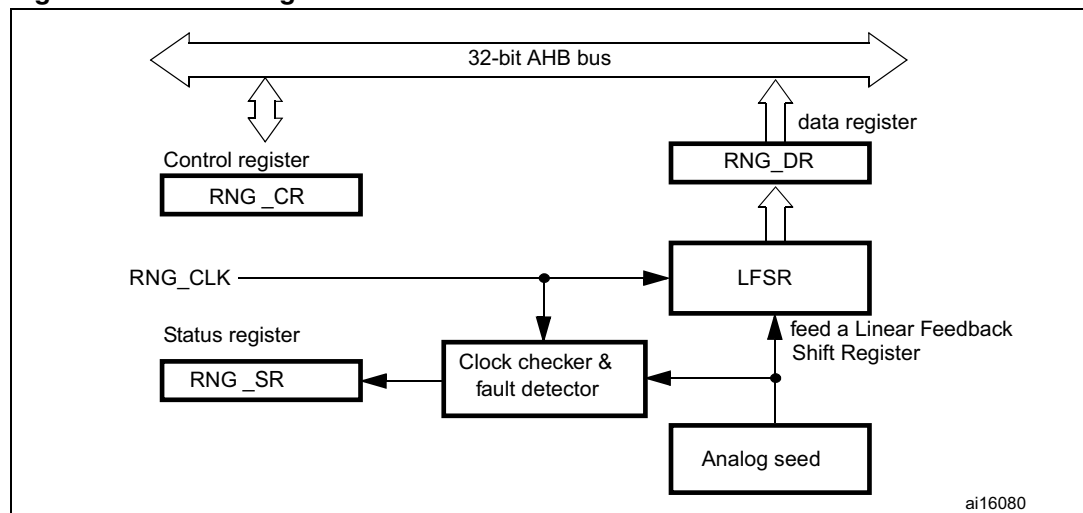 32-bit AHB bus
data register
Control register
RNG_DR
RNG _CR
RNG_CLK
LFSR
Status register
feed a Linear Feedback
Shift Register
Clock checker &
fault detector
RNG _SR
Analog seed
ai16080